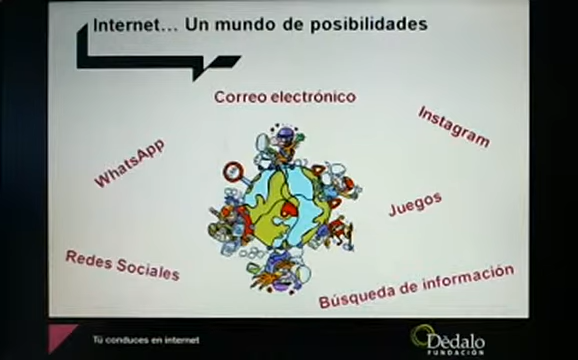 Internet... Un mundo de posibilidades
Correo electrónico
Instagram
WhatsApp
Juegos
Redes Sociales
Búsqueda de información
Tú conduces en internet
Dédalo
FUNDACIÓN